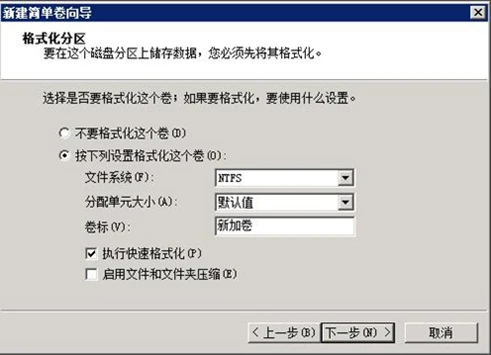 新建简单卷向导
格式化分区
要在这个磁盘分区上储存数据，您必须先将其格式化。
选择是否要格式化这个卷；如果要格式化，要使用什么设置。
不要格式化这个卷(D)
按下列设置格式化这个卷(O):
文件系统(F): NTFS
分配单元大小(A): 默认值
卷标(V): 新加卷
执行快速格式化(P)
启用文件和文件夹压缩(E)
< 上一步(B) 下一步(N) > 取消